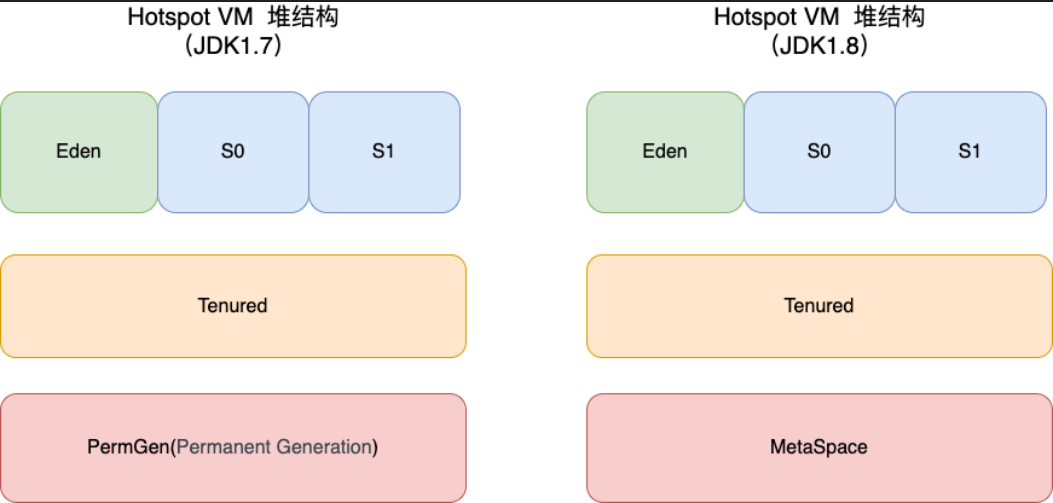 Hotspot VM 堆结构
（JDK1.7）
Eden
S0
S1
Tenured
PermGen(Permanent Generation)
Hotspot VM 堆结构
（JDK1.8）
Eden
S0
S1
Tenured
MetaSpace